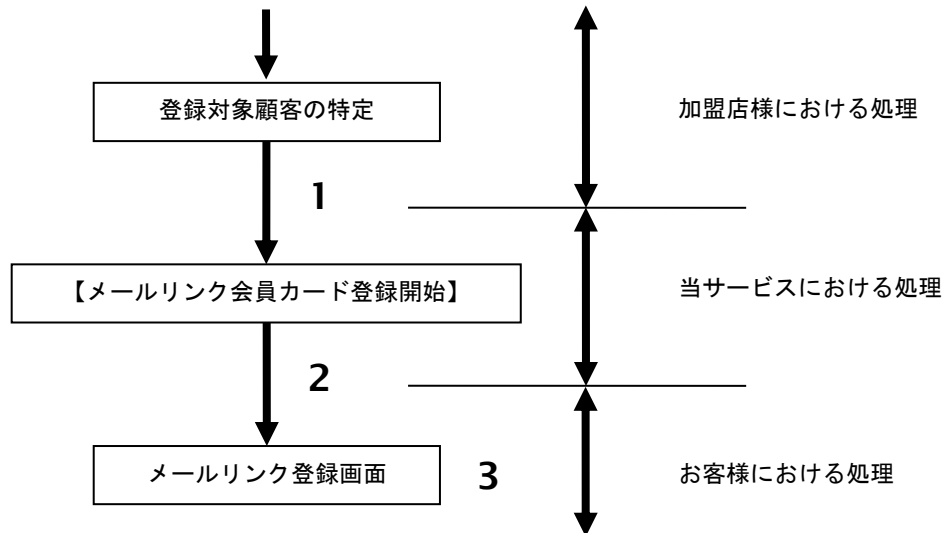 登録対象顧客の特定
加盟店様における処理
1
【メールリンク会員カード登録開始】
当サービスにおける処理
2
メールリンク登録画面
3
お客様における処理